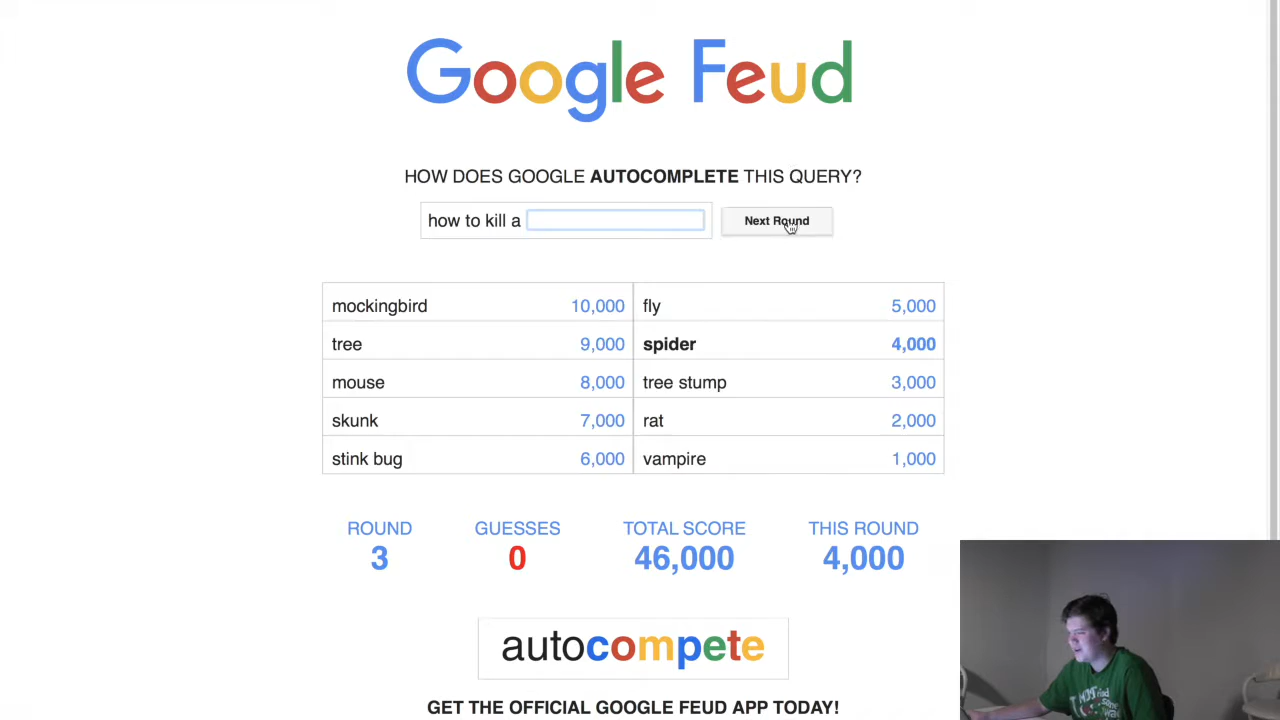 Google Feud
HOW DOES GOOGLE AUTOCOMPLETE THIS QUERY?
how to kill a
Next Round
mockingbird 10,000 fly 5,000
tree 9,000 spider 4,000
mouse 8,000 tree stump 3,000
skunk 7,000 rat 2,000
stink bug 6,000 vampire 1,000
ROUND GUESSES TOTAL SCORE THIS ROUND
3 0 46,000 4,000
autocompete
GET THE OFFICIAL GOOGLE FEUD APP TODAY!